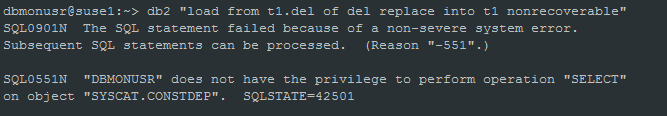 dbmonusr@suse1:~> db2 "load from t1.del of del replace into t1 nonrecoverable"
SQL0901N  The SQL statement failed because of a non-severe system error.
Subsequent SQL statements can be processed.  (Reason "-551".)
SQL0551N  "DBMONUSR" does not have the privilege to perform operation "SELECT"
on object "SYSCAT.CONSTDEP".  SQLSTATE=42501